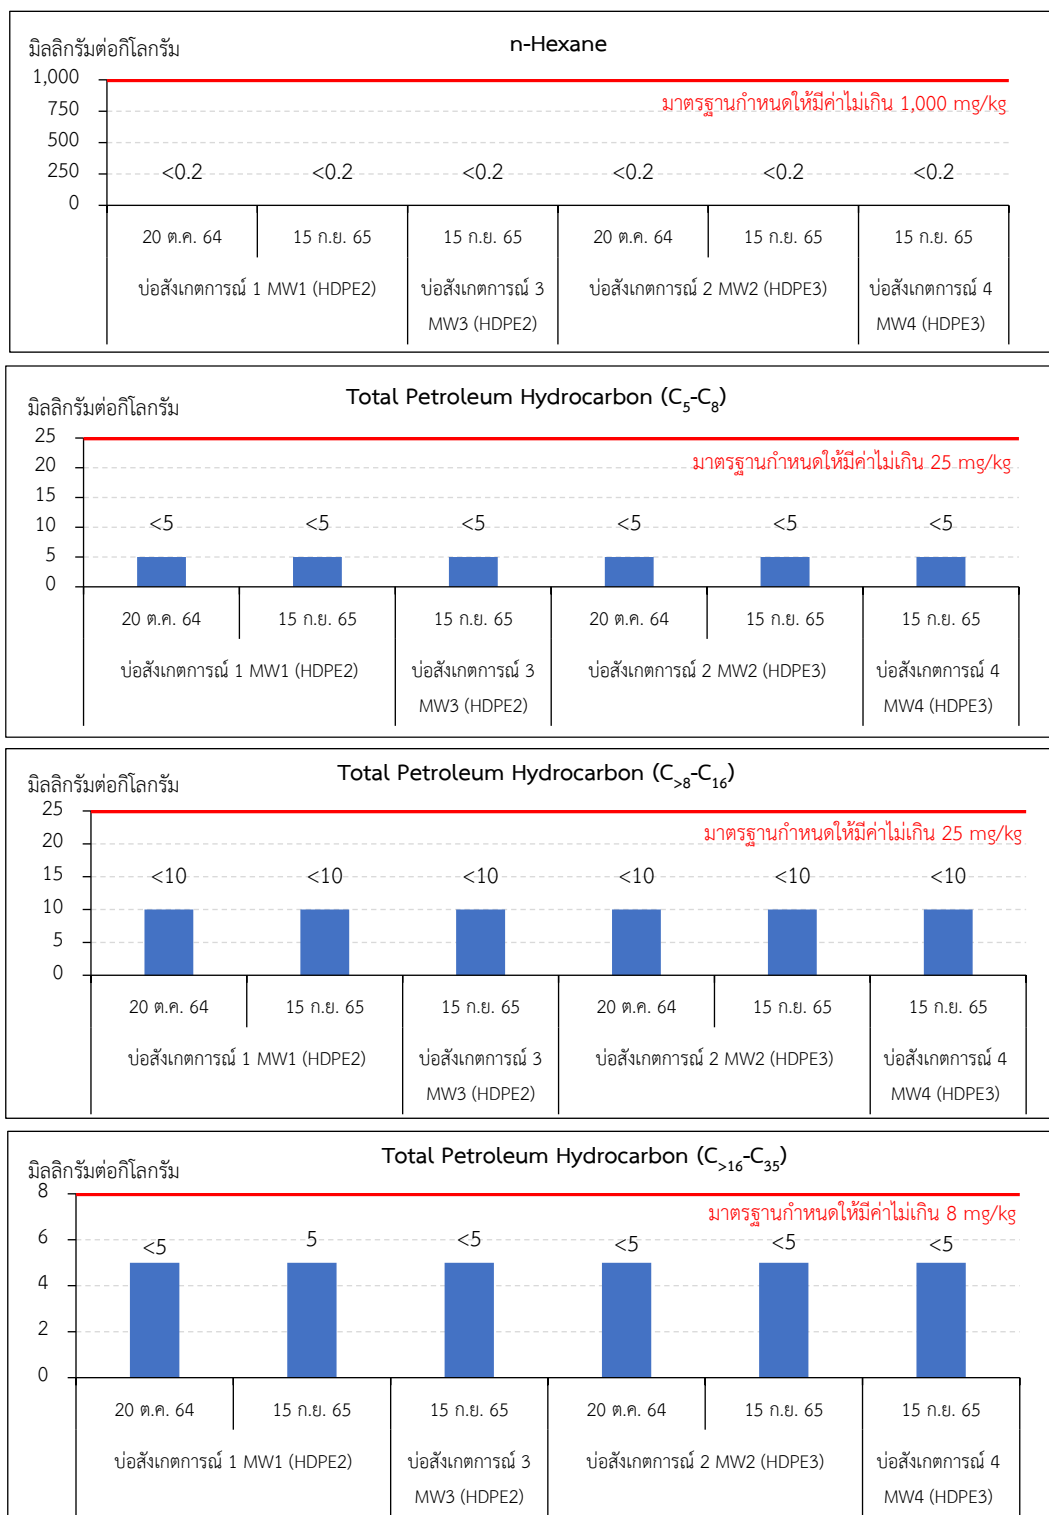 n-Hexane
มิลลิกรัมต่อกิโลกรัม
1,000
มาตรฐานกำหนดให้มีค่าไม่เกิน 1,000 mg/kg
750
500
250
<0.2 <0.2 <0.2 <0.2 <0.2 <0.2
0
20 ต.ค. 64 15 ก.ย. 65 15 ก.ย. 65 20 ต.ค. 64 15 ก.ย. 65 15 ก.ย. 65
บ่อสังเกตการณ์ 1 MW1 (HDPE2) บ่อสังเกตการณ์ 3 บ่อสังเกตการณ์ 2 MW2 (HDPE3) บ่อสังเกตการณ์ 4
MW3 (HDPE2) MW4 (HDPE3)
Total Petroleum Hydrocarbon (C5-C8)
มิลลิกรัมต่อกิโลกรัม
25
มาตรฐานกำหนดให้มีค่าไม่เกิน 25 mg/kg
20
15
10
<5 <5 <5 <5 <5 <5
5
0
20 ต.ค. 64 15 ก.ย. 65 15 ก.ย. 65 20 ต.ค. 64 15 ก.ย. 65 15 ก.ย. 65
บ่อสังเกตการณ์ 1 MW1 (HDPE2) บ่อสังเกตการณ์ 3 บ่อสังเกตการณ์ 2 MW2 (HDPE3) บ่อสังเกตการณ์ 4
MW3 (HDPE2) MW4 (HDPE3)
Total Petroleum Hydrocarbon (C>8-C16)
มิลลิกรัมต่อกิโลกรัม
25
มาตรฐานกำหนดให้มีค่าไม่เกิน 25 mg/kg
20
15
<10 <10 <10 <10 <10 <10
10
5
0
20 ต.ค. 64 15 ก.ย. 65 15 ก.ย. 65 20 ต.ค. 64 15 ก.ย. 65 15 ก.ย. 65
บ่อสังเกตการณ์ 1 MW1 (HDPE2) บ่อสังเกตการณ์ 3 บ่อสังเกตการณ์ 2 MW2 (HDPE3) บ่อสังเกตการณ์ 4
MW3 (HDPE2) MW4 (HDPE3)
Total Petroleum Hydrocarbon (C>16-C35)
มิลลิกรัมต่อกิโลกรัม
8
มาตรฐานกำหนดให้มีค่าไม่เกิน 8 mg/kg
6
<5 5 <5 <5 <5 <5
4
2
0
20 ต.ค. 64 15 ก.ย. 65 15 ก.ย. 65 20 ต.ค. 64 15 ก.ย. 65 15 ก.ย. 65
บ่อสังเกตการณ์ 1 MW1 (HDPE2) บ่อสังเกตการณ์ 3 บ่อสังเกตการณ์ 2 MW2 (HDPE3) บ่อสังเกตการณ์ 4
MW3 (HDPE2) MW4 (HDPE3)